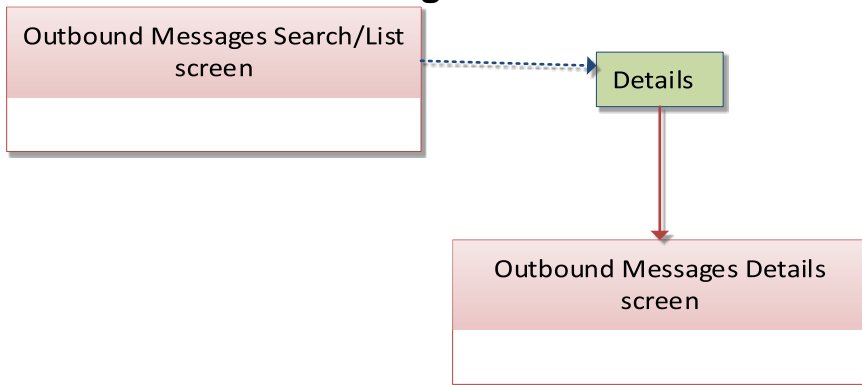 Outbound Messages Search/List
screen
Details
Outbound Messages Details
screen